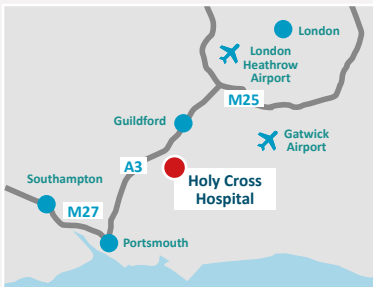 London
London
Heathrow
Airport
M25
Guildford
Gatwick
Airport
A3
Holy Cross
Hospital
Southampton
M27
Portsmouth